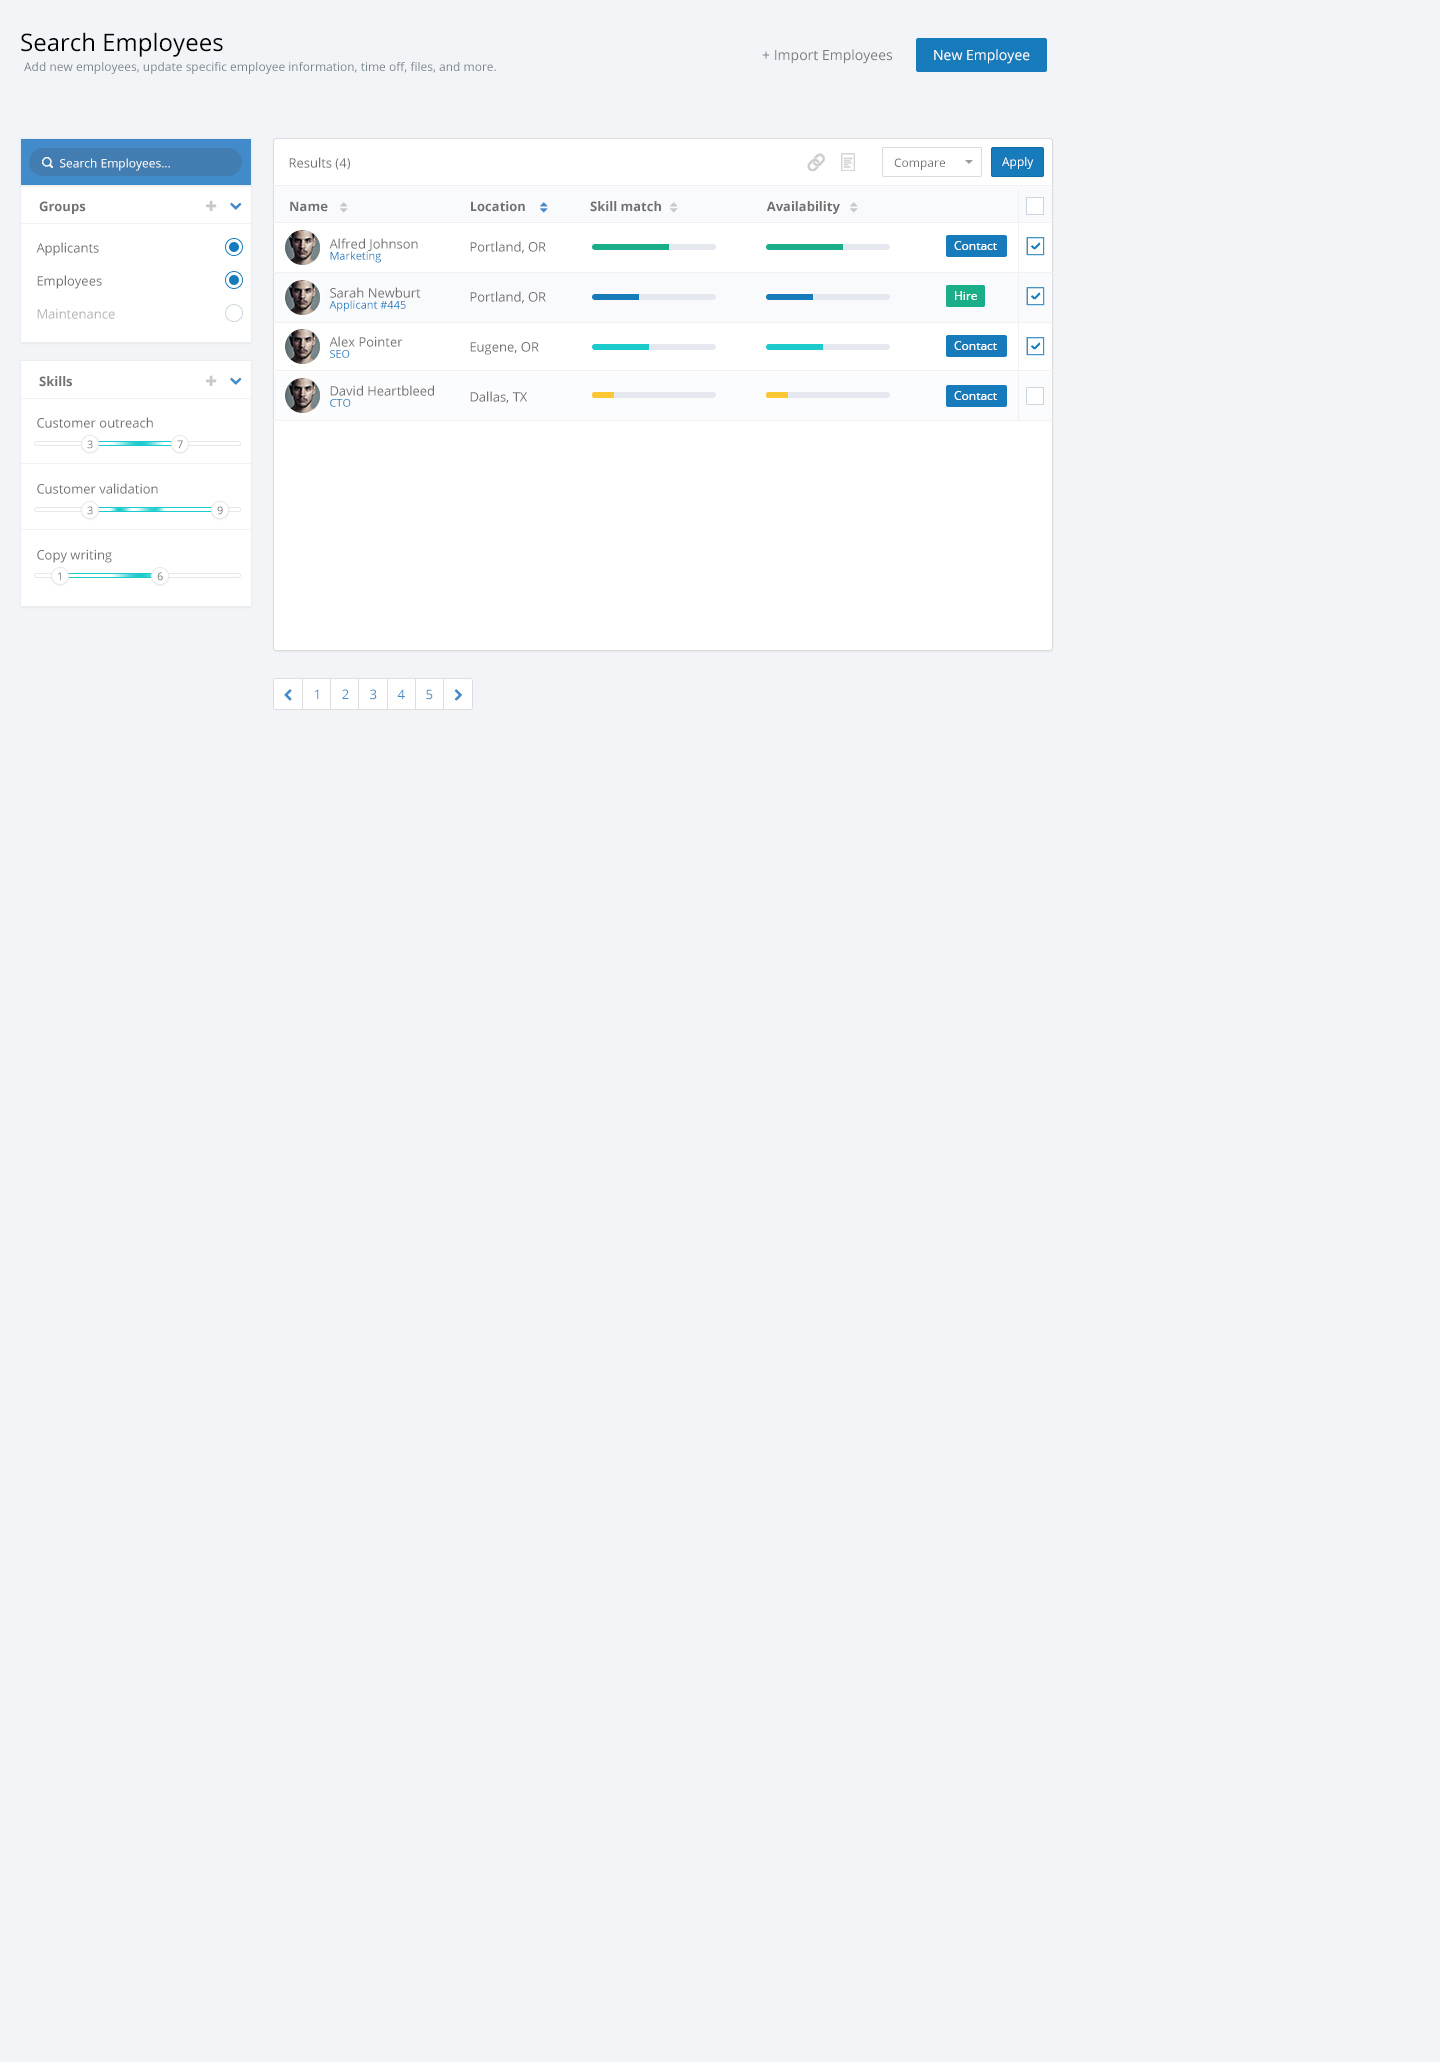 Search Employees
Add new employees, update specific employee information, time off, files, and more.
+ Import Employees
New Employee
Search Employees...
Groups
Applicants
Employees
Maintenance
Skills
Customer outreach
3 7
Customer validation
3 9
Copy writing
1 6
Results (4)
Compare
Apply
Name Location Skill match Availability
Alfred Johnson
Marketing
Portland, OR
Contact
Sarah Newburt
Applicant #445
Portland, OR
Hire
Alex Pointer
SEO
Eugene, OR
Contact
David Heartbleed
CTO
Dallas, TX
Contact
1 2 3 4 5